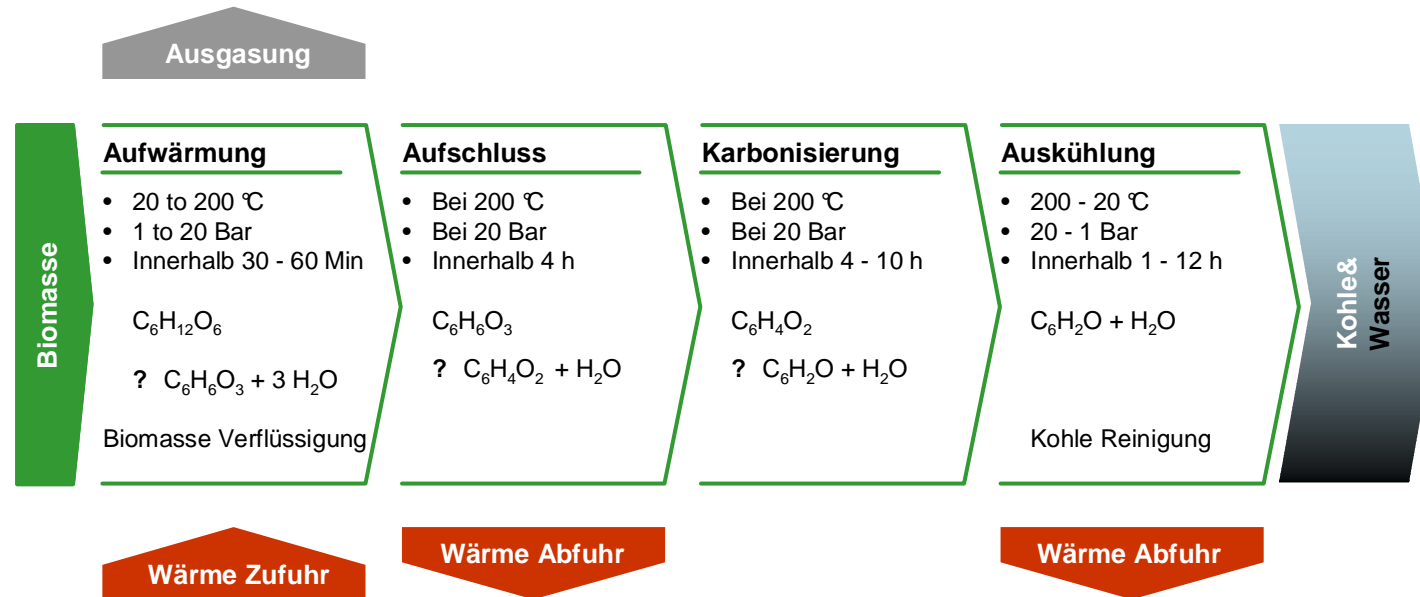 Ausgasung
Biomasse
Aufwärmung
• 20 to 200 °C
• 1 to 20 Bar
• Innerhalb 30 - 60 Min
C₆H₁₂O₆
? C₆H₆O₃ + 3 H₂O
Biomasse Verflüssigung
Aufschluss
• Bei 200 °C
• Bei 20 Bar
• Innerhalb 4 h
C₆H₆O₃
? C₆H₄O₂ + H₂O
Karbonisierung
• Bei 200 °C
• Bei 20 Bar
• Innerhalb 4 - 10 h
C₆H₄O₂
? C₆H₂O + H₂O
Auskühlung
• 200 - 20 °C
• 20 - 1 Bar
• Innerhalb 1 - 12 h
C₆H₂O + H₂O
Kohle Reinigung
Kohle&
Wasser
Wärme Zufuhr
Wärme Abfuhr
Wärme Abfuhr